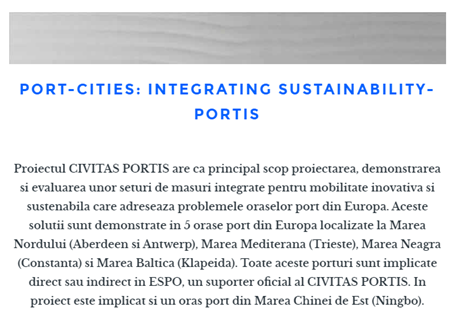 PORT-CITIES: INTEGRATING SUSTAINABILITY-
PORTIS
Proiectul CIVITAS PORTIS are ca principal scop proiectarea, demonstrarea
si evaluarea unor seturi de masuri integrate pentru mobilitate inovativa si
sustenabila care adreseaza problemele oraselor port din Europa. Aceste
solutii sunt demonstrate in 5 orase port din Europa localizate la Marea
Nordului (Aberdeen si Antwerp), Marea Mediterana (Trieste), Marea Neagra
(Constanta) si Marea Baltica (Klapeida). Toate aceste porturi sunt implicate
direct sau indirect in ESPO, un suporter oficial al CIVITAS PORTIS. In
proiect este implicat si un oras port din Marea Chinei de Est (Ningbo).